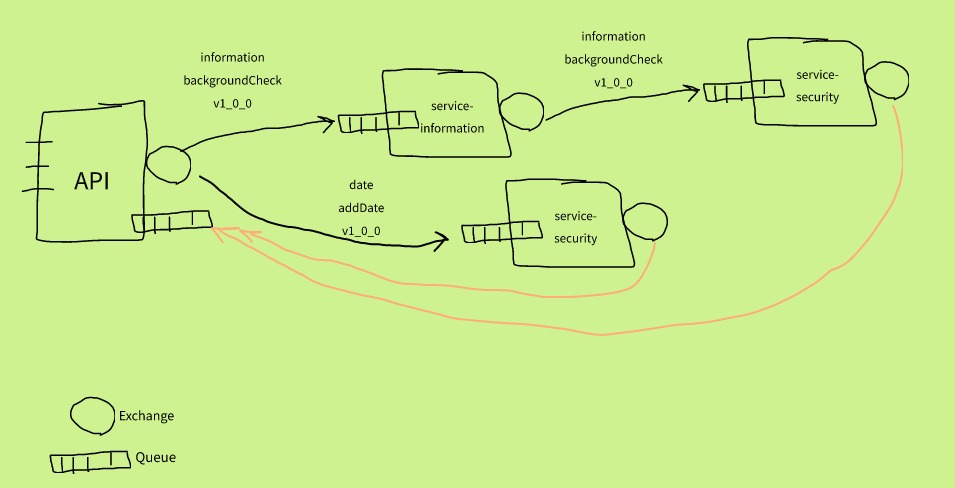 information
backgroundCheck
v1_0_0
information
backgroundCheck
v1_0_0
service-
security
service-
information
API
date
addDate
v1_0_0
service-
security
Exchange
Queue